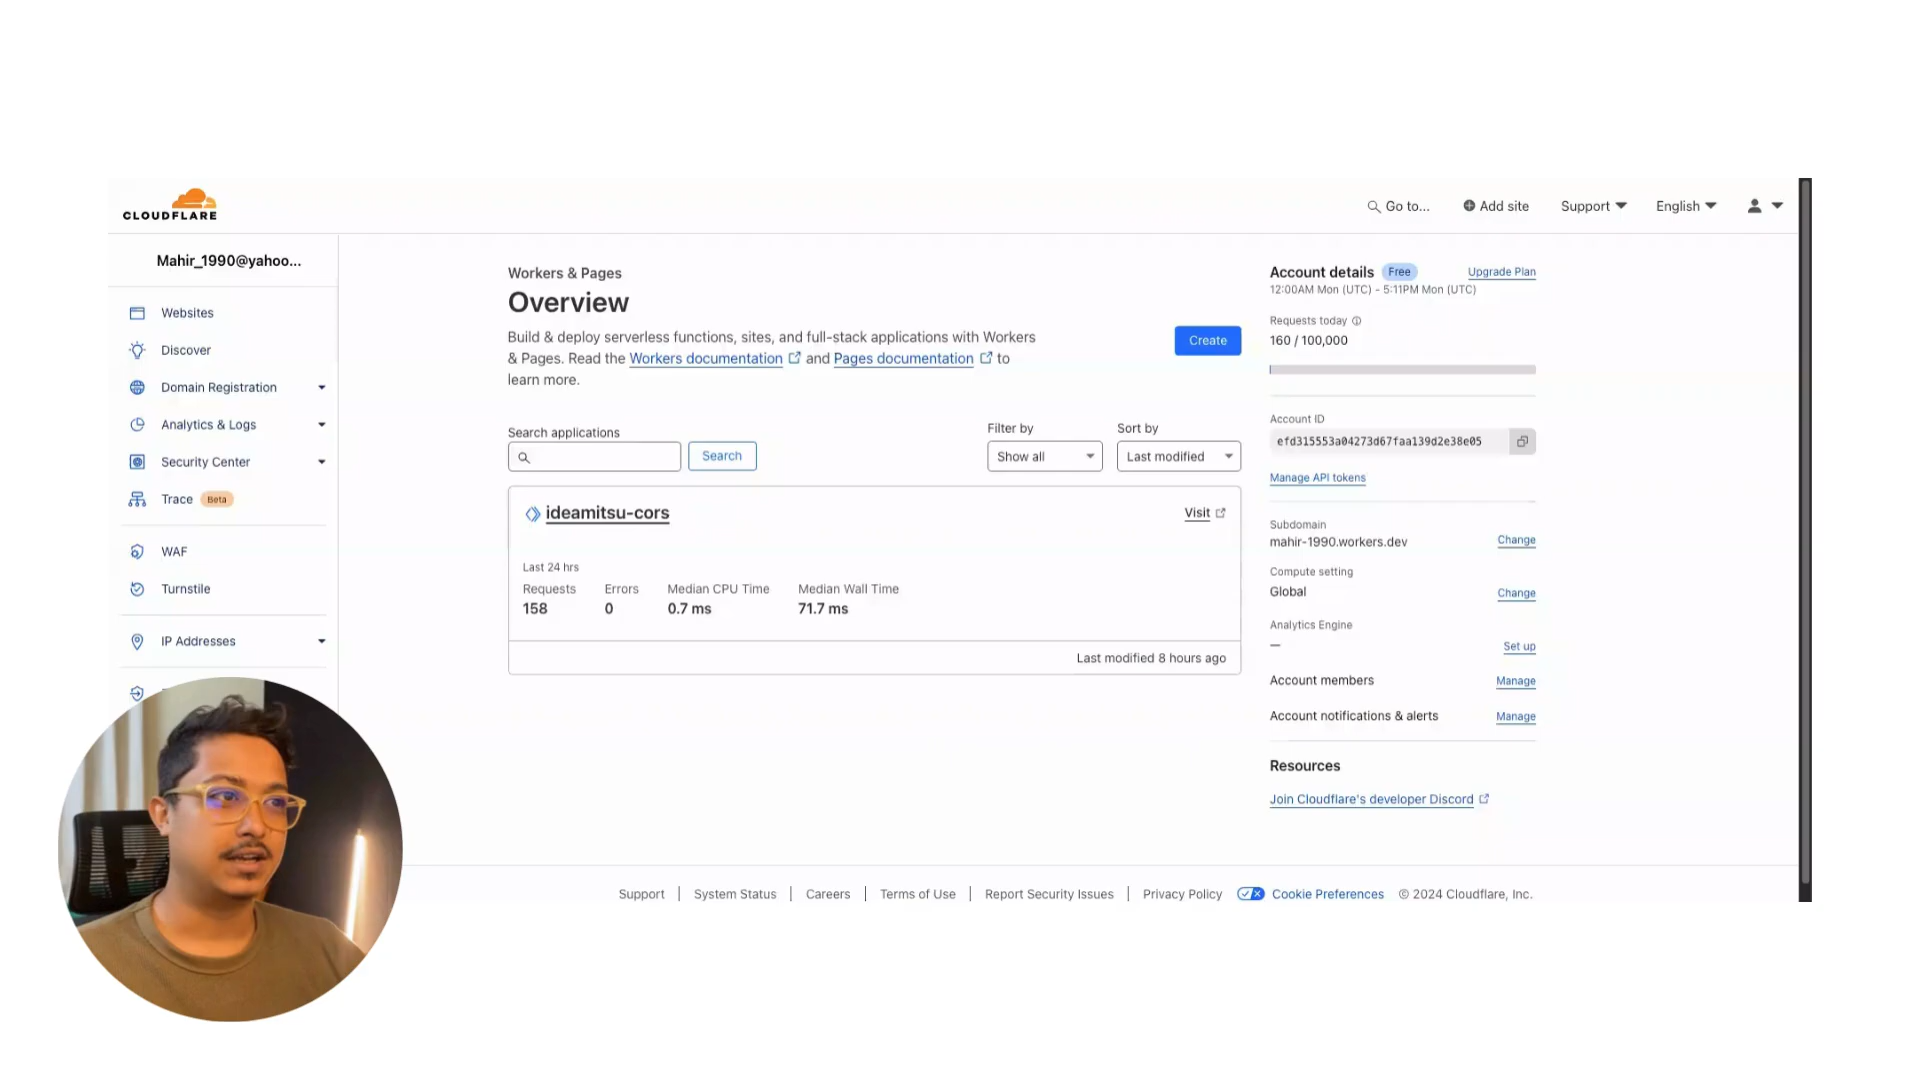 CLOUDFLARE
Go to...
Add site
Support
English
Mahir_1990@yahoo...
Websites
Discover
Domain Registration
Analytics & Logs
Security Center
Trace Beta
WAF
Turnstile
IP Addresses
Workers & Pages
Overview
Build & deploy serverless functions, sites, and full-stack applications with Workers
& Pages. Read the Workers documentation and Pages documentation to
learn more.
Create
Search applications
Search
Filter by
Show all
Sort by
Last modified
ideamitsu-cors
Visit
Last 24 hrs
Requests Errors Median CPU Time Median Wall Time
158 0 0.7 ms 71.7 ms
Last modified 8 hours ago
Account details Free Upgrade Plan
12:00AM Mon (UTC) - 5:11PM Mon (UTC)
Requests today
160 / 100,000
Account ID
efd315553a04273d67faa139d2e38e05
Manage API tokens
Subdomain
mahir-1990.workers.dev Change
Compute setting
Global Change
Analytics Engine
— Set up
Account members Manage
Account notifications & alerts Manage
Resources
Join Cloudflare's developer Discord
Support | System Status | Careers | Terms of Use | Report Security Issues | Privacy Policy Cookie Preferences © 2024 Cloudflare, Inc.